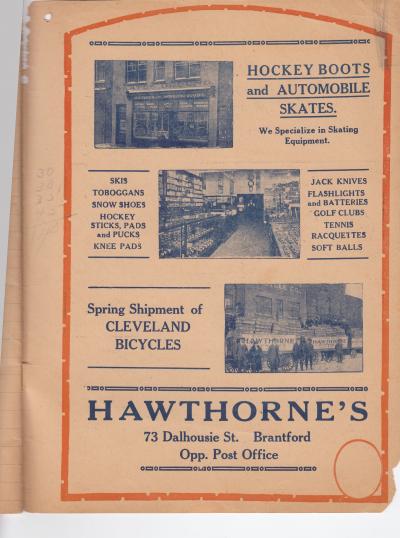 HOCKEY BOOTS
and AUTOMOBILE
SKATES.
We Specialize in Skating
Equipment.
SKIS
TOBOGGANS
SNOW SHOES
HOCKEY
STICKS, PADS
and PUCKS
KNEE PADS
JACK KNIVES
FLASHLIGHTS
and BATTERIES
GOLF CLUBS
TENNIS
RACQUETTES
SOFT BALLS
Spring Shipment of
CLEVELAND
BICYCLES
HAWTHORNE
HAWTHORNE
HAWTHORNE'S
73 Dalhousie St. Brantford
Opp. Post Office